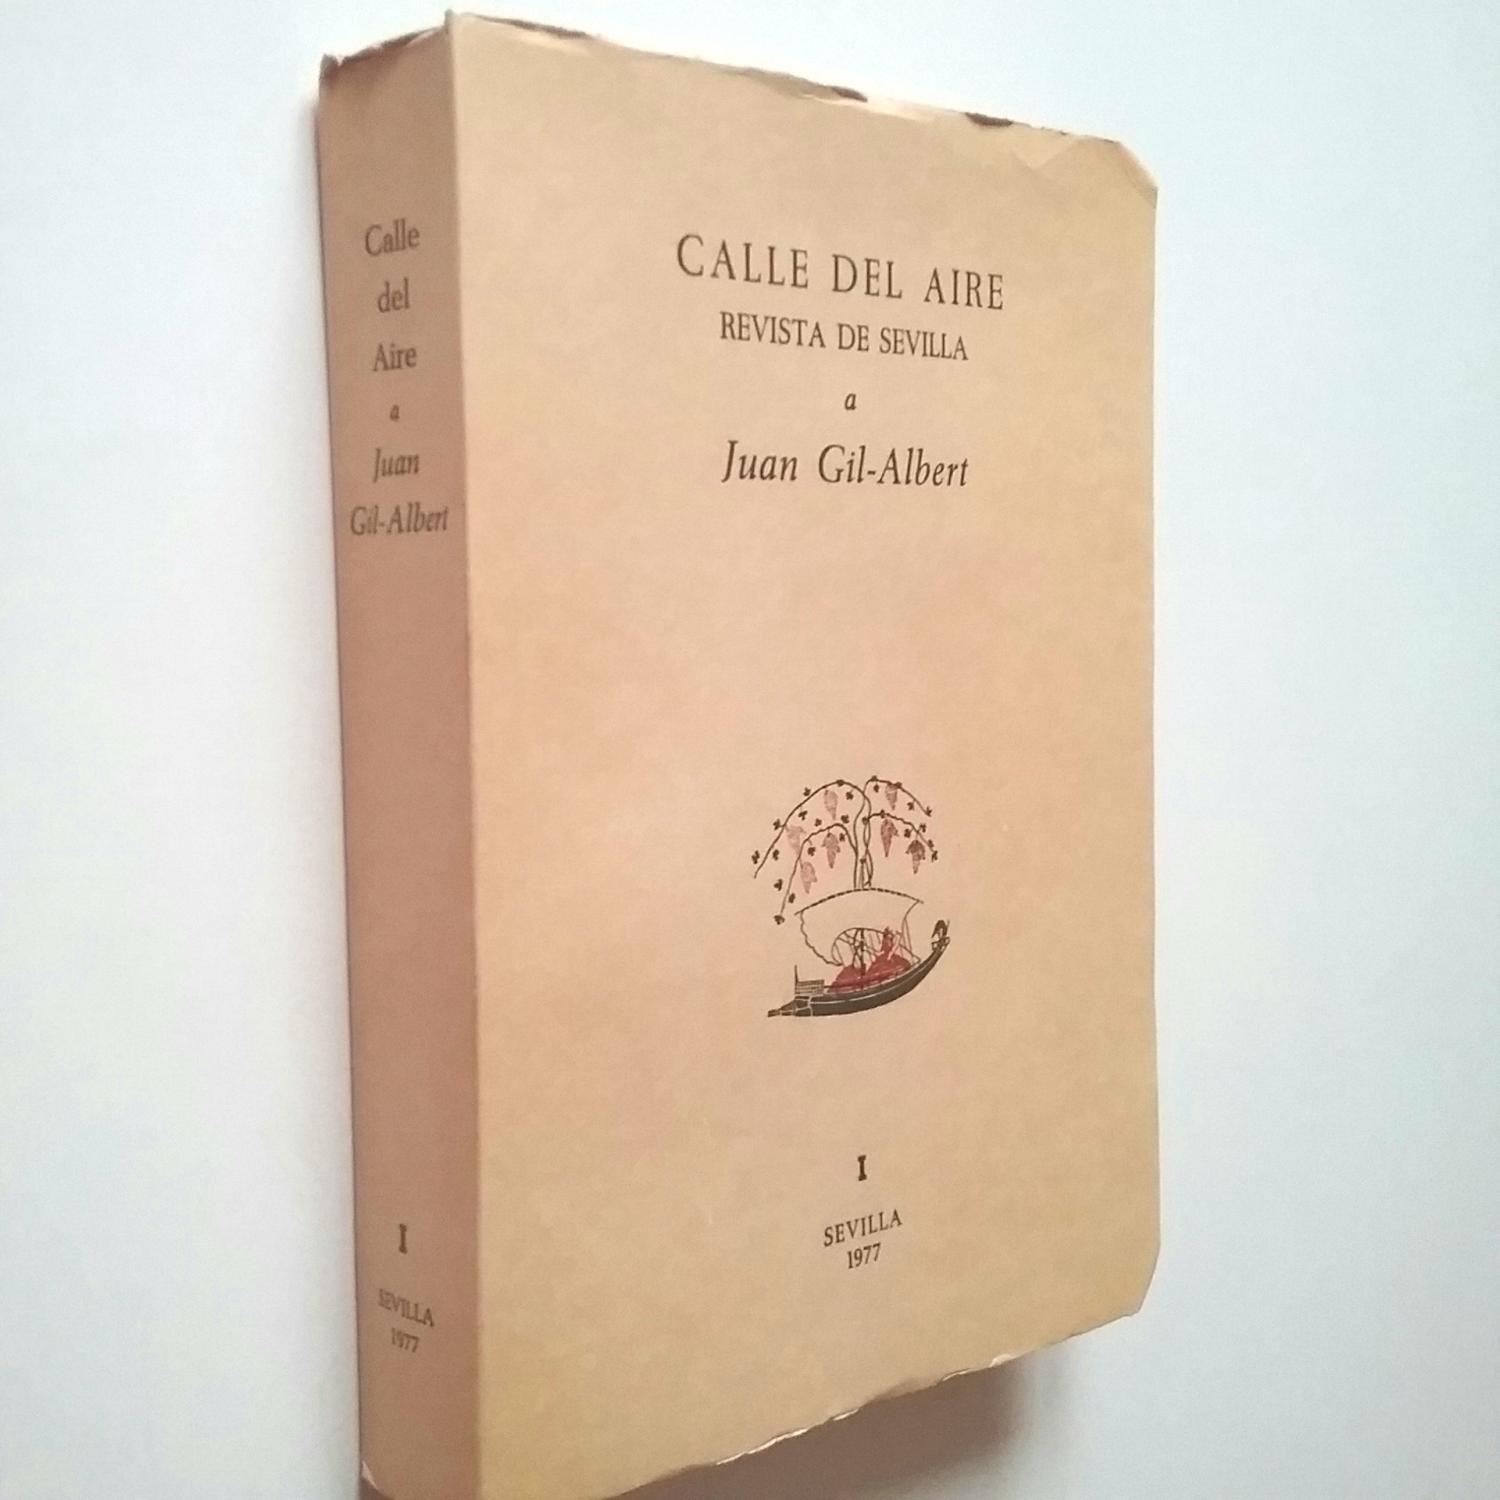 Calle
del
Aire
a
Juan
Gil-Albert
I
SEVILLA
1977
CALLE DEL AIRE
REVISTA DE SEVILLA
a
Juan Gil-Albert
I
SEVILLA
1977